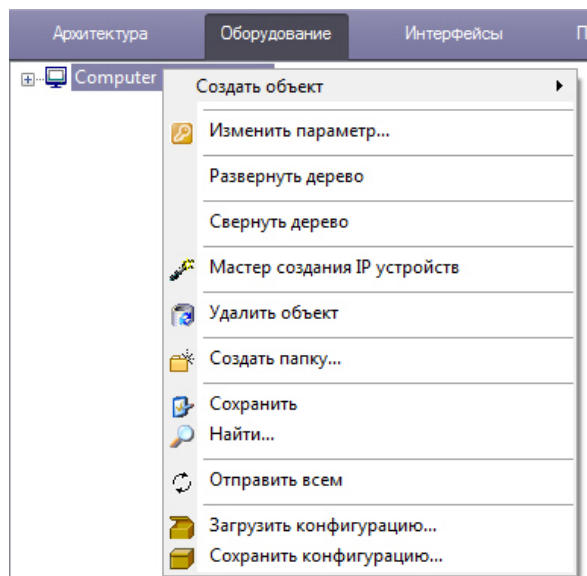 Архитектура Оборудование Интерфейсы П
Computer
Создать объект
Изменить параметр...
Развернуть дерево
Свернуть дерево
Мастер создания IP устройств
Удалить объект
Создать папку...
Сохранить
Найти...
Отправить всем
Загрузить конфигурацию...
Сохранить конфигурацию...